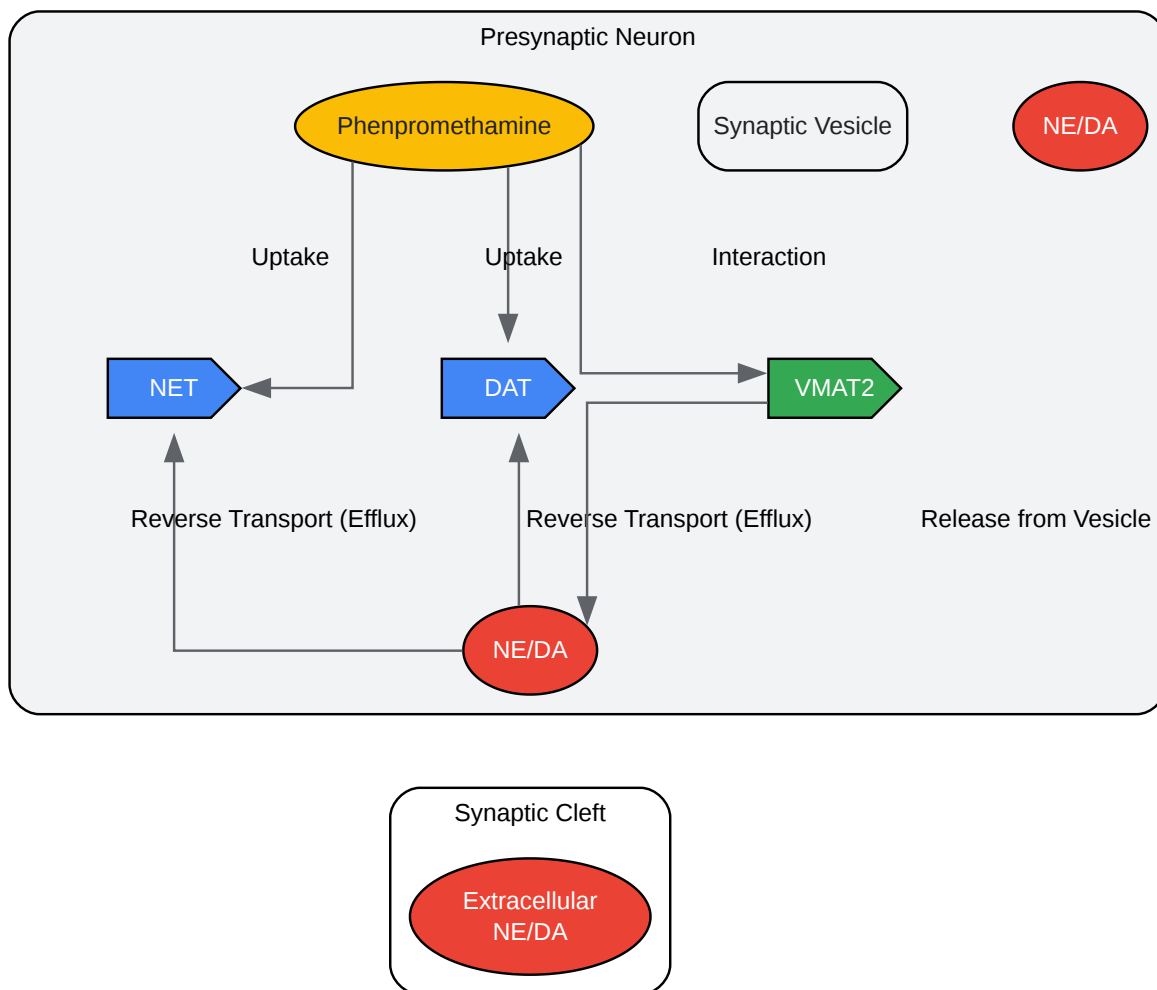 Presynaptic Neuron
Phenpromethamine
Synaptic Vesicle
NE/DA
Uptake
Uptake
Interaction
NET
DAT
VMAT2
Reverse Transport (Efflux)
Reverse Transport (Efflux)
Release from Vesicle
NE/DA
Synaptic Cleft
Extracellular
NE/DA